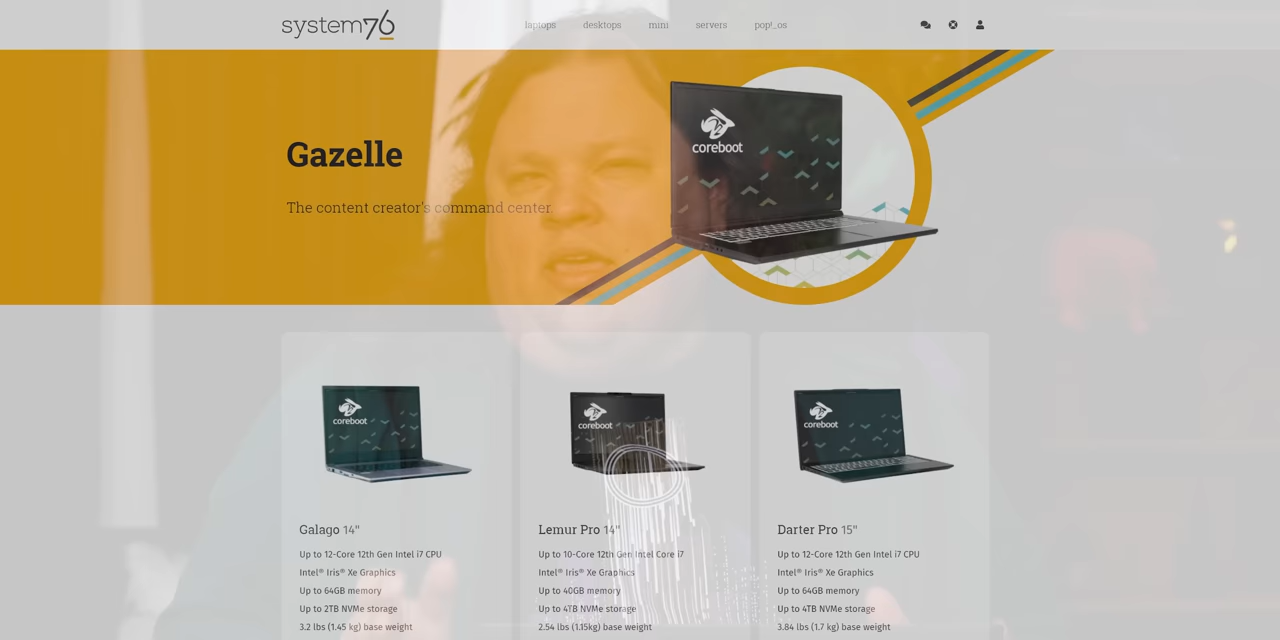 system76
laptops desktops mini servers pop!_os
Gazelle
The content creator's command center.
coreboot
coreboot
coreboot
coreboot
Galago 14"
Up to 12-Core 12th Gen Intel i7 CPU
Intel® Iris® Xe Graphics
Up to 64GB memory
Up to 2TB NVMe storage
3.2 lbs (1.45 kg) base weight
Lemur Pro 14"
Up to 10-Core 12th Gen Intel Core i7
Intel® Iris® Xe Graphics
Up to 40GB memory
Up to 4TB NVMe storage
2.54 lbs (1.15kg) base weight
Darter Pro 15"
Up to 12-Core 12th Gen Intel i7 CPU
Intel® Iris® Xe Graphics
Up to 64GB memory
Up to 4TB NVMe storage
3.84 lbs (1.7 kg) base weight